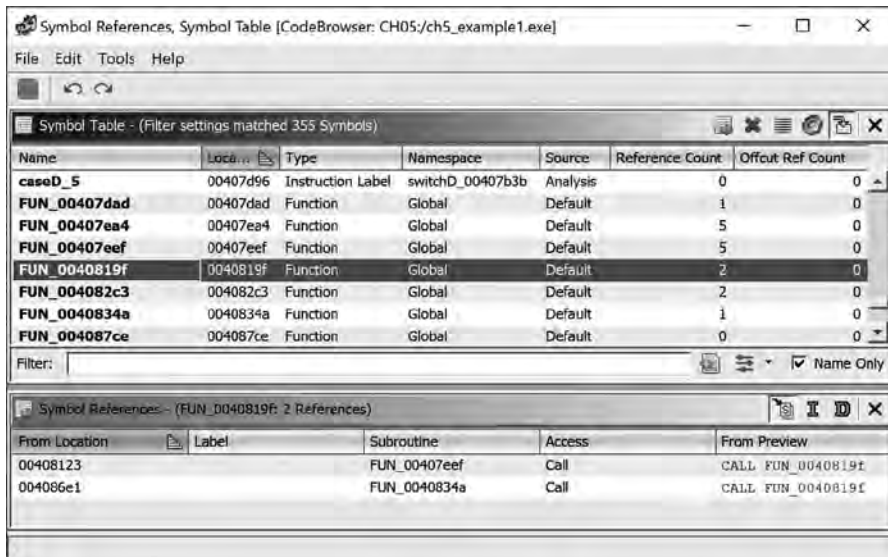 Symbol References, Symbol Table [CodeBrowser: CH05:/ch5_example1.exe]
File Edit Tools Help
Symbol Table - (Filter settings matched 355 Symbols)
Name Loca... Type Namespace Source Reference Count Offcut Ref Count
caseD_5 00407d96 Instruction Label switchD_00407b3b Analysis 0 0
FUN_00407dad 00407dad Function Global Default 1 0
FUN_00407ea4 00407ea4 Function Global Default 5 0
FUN_00407eef 00407eef Function Global Default 5 0
FUN_0040819f 0040819f Function Global Default 2 0
FUN_004082c3 004082c3 Function Global Default 2 0
FUN_0040834a 0040834a Function Global Default 1 0
FUN_004087ce 004087ce Function Global Default 0 0
Filter: Name Only
Symbol References - (FUN_0040819f: 2 References)
From Location Label Subroutine Access From Preview
00408123 FUN_00407eef Call CALL FUN_0040819f
004086e1 FUN_0040834a Call CALL FUN_0040819f